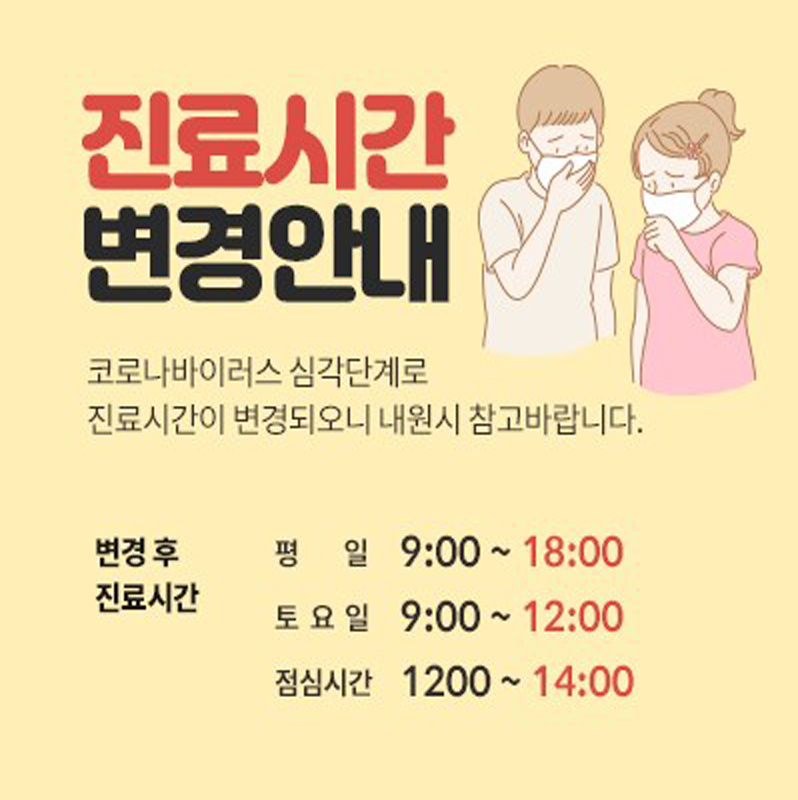 진료시간
변경안내
코로나바이러스 심각단계로
진료시간이 변경되오니 내원시 참고바랍니다.
변경 후
진료시간
평 일 9:00 ~ 18:00
토 요 일 9:00 ~ 12:00
점심시간 1200 ~ 14:00